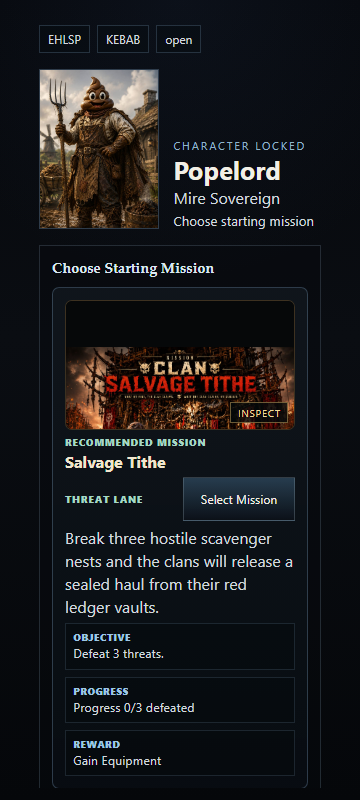 EHLSP
KEBAB
open
CHARACTER LOCKED
Popelord
Mire Sovereign
Choose starting mission
Choose Starting Mission
MISSION
CLAN
SALVAGE TITHE
INSPECT
RECOMMENDED MISSION
Salvage Tithe
THREAT LANE
Select Mission
Break three hostile scavenger
nests and the clans will release a
sealed haul from their red
ledger vaults.
OBJECTIVE
Defeat 3 threats.
PROGRESS
Progress 0/3 defeated
REWARD
Gain Equipment